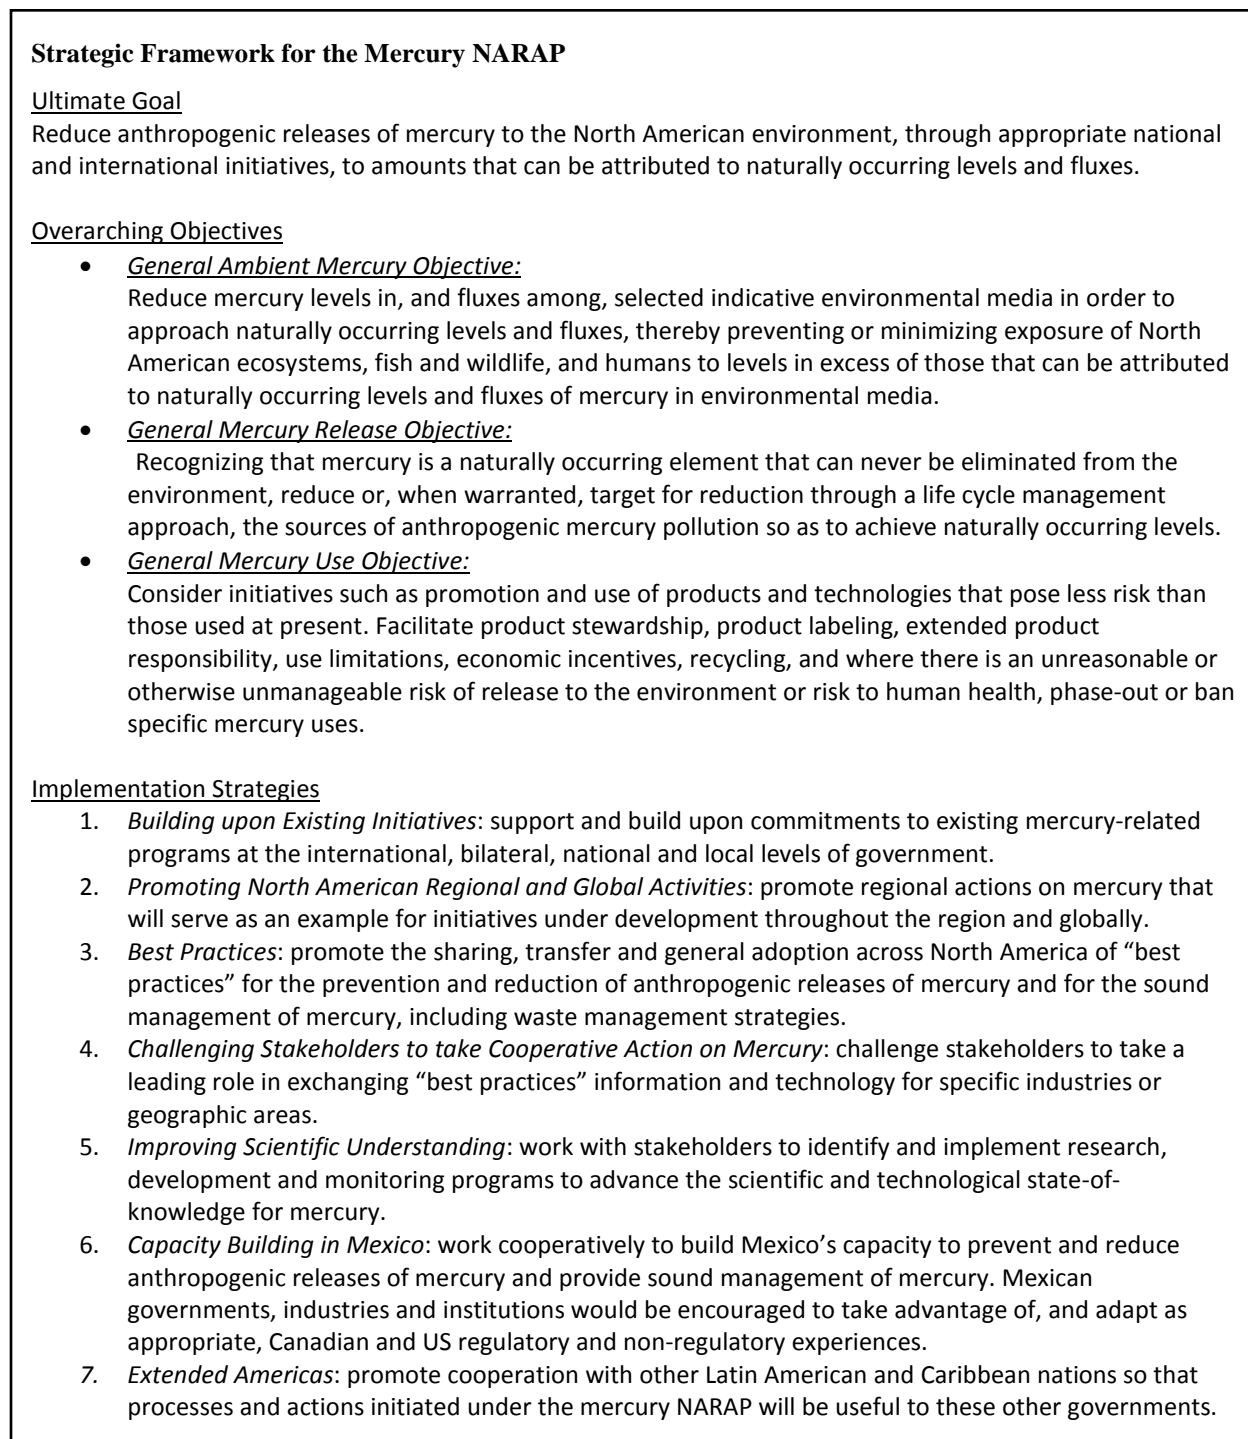 Strategic Framework for the Mercury NARAP
Ultimate Goal
Reduce anthropogenic releases of mercury to the North American environment, through appropriate national
and international initiatives, to amounts that can be attributed to naturally occurring levels and fluxes.
Overarching Objectives
• General Ambient Mercury Objective:
Reduce mercury levels in, and fluxes among, selected indicative environmental media in order to
approach naturally occurring levels and fluxes, thereby preventing or minimizing exposure of North
American ecosystems, fish and wildlife, and humans to levels in excess of those that can be attributed
to naturally occurring levels and fluxes of mercury in environmental media.
• General Mercury Release Objective:
Recognizing that mercury is a naturally occurring element that can never be eliminated from the
environment, reduce or, when warranted, target for reduction through a life cycle management
approach, the sources of anthropogenic mercury pollution so as to achieve naturally occurring levels.
• General Mercury Use Objective:
Consider initiatives such as promotion and use of products and technologies that pose less risk than
those used at present. Facilitate product stewardship, product labeling, extended product
responsibility, use limitations, economic incentives, recycling, and where there is an unreasonable or
otherwise unmanageable risk of release to the environment or risk to human health, phase-out or ban
specific mercury uses.
Implementation Strategies
1. Building upon Existing Initiatives: support and build upon commitments to existing mercury-related
programs at the international, bilateral, national and local levels of government.
2. Promoting North American Regional and Global Activities: promote regional actions on mercury that
will serve as an example for initiatives under development throughout the region and globally.
3. Best Practices: promote the sharing, transfer and general adoption across North America of “best
practices” for the prevention and reduction of anthropogenic releases of mercury and for the sound
management of mercury, including waste management strategies.
4. Challenging Stakeholders to take Cooperative Action on Mercury: challenge stakeholders to take a
leading role in exchanging “best practices” information and technology for specific industries or
geographic areas.
5. Improving Scientific Understanding: work with stakeholders to identify and implement research,
development and monitoring programs to advance the scientific and technological state-of-
knowledge for mercury.
6. Capacity Building in Mexico: work cooperatively to build Mexico’s capacity to prevent and reduce
anthropogenic releases of mercury and provide sound management of mercury. Mexican
governments, industries and institutions would be encouraged to take advantage of, and adapt as
appropriate, Canadian and US regulatory and non-regulatory experiences.
7. Extended Americas: promote cooperation with other Latin American and Caribbean nations so that
processes and actions initiated under the mercury NARAP will be useful to these other governments.